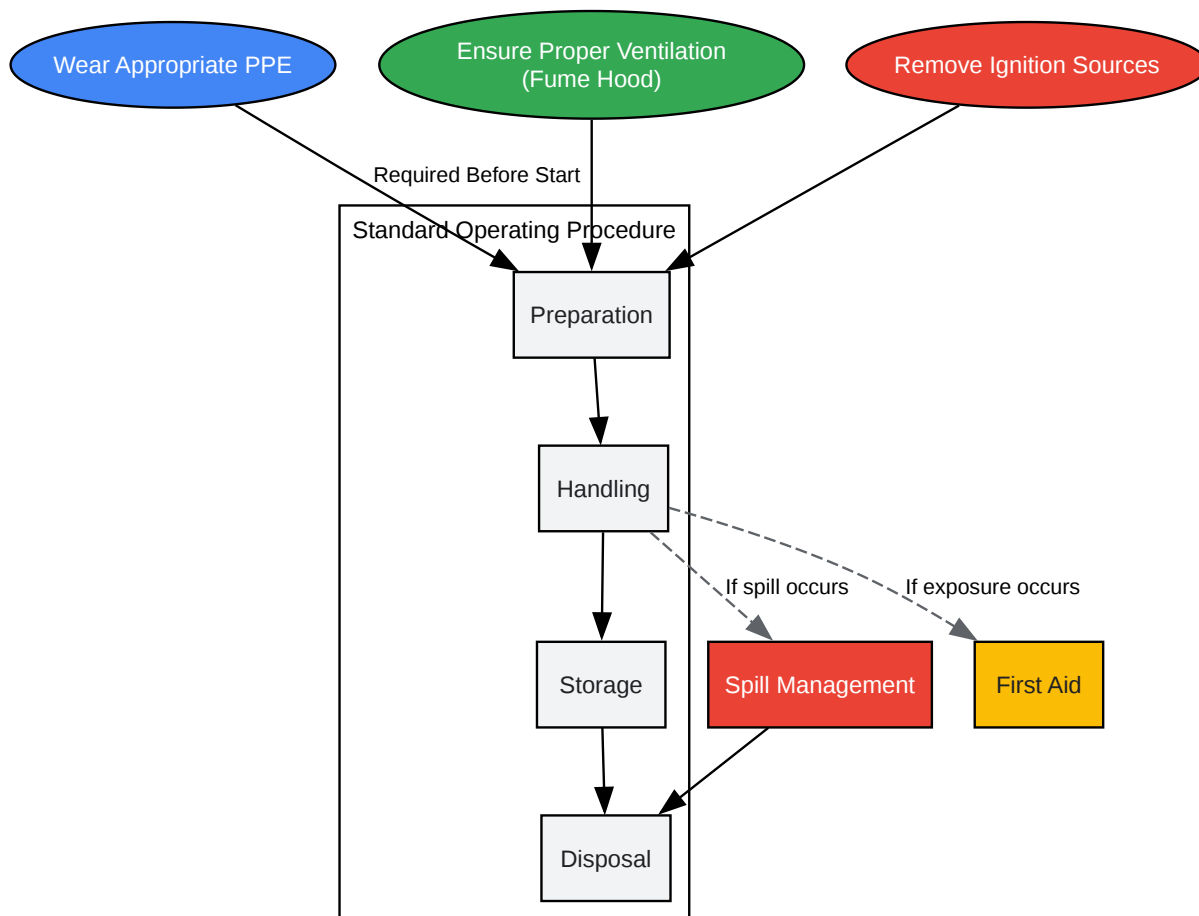 Wear Appropriate PPE
Ensure Proper Ventilation
(Fume Hood)
Remove Ignition Sources
Required Before Start
Standard Operating Procedure
Preparation
Handling
If spill occurs
If exposure occurs
Storage
Spill Management
First Aid
Disposal